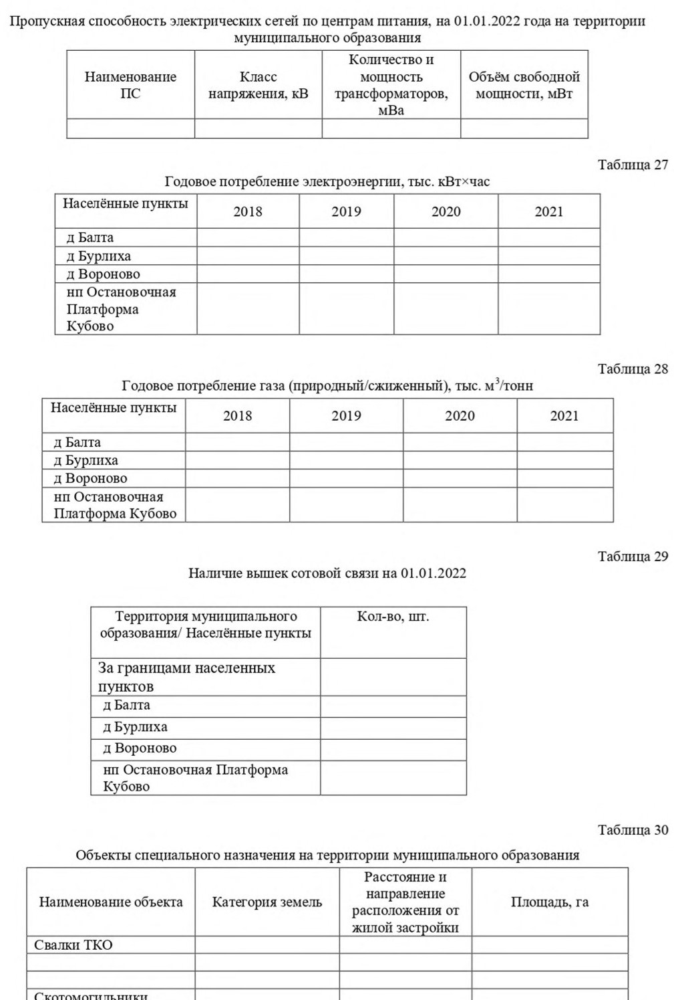 Пропускная способность электрических сетей по центрам питания, на 01.01.2022 года на территории
муниципального образования
Наименование
ПС
Класс
напряжения, кВ
Количество и
мощность
трансформаторов,
мВа
Объём свободной
мощности, мВт
Таблица 27
Годовое потребление электроэнергии, тыс. кВт×час
Населённые пункты
2018
2019
2020
2021
д Балта
д Бурлиха
д Вороново
нп Остановочная
Платформа
Кубово
Таблица 28
Годовое потребление газа (природный/сжиженный), тыс. м³/тонн
Населённые пункты
2018
2019
2020
2021
д Балта
д Бурлиха
д Вороново
нп Остановочная
Платформа Кубово
Таблица 29
Наличие вышек сотовой связи на 01.01.2022
Территория муниципального
образования/ Населённые пункты
Кол-во, шт.
За границами населенных
пунктов
д Балта
д Бурлиха
д Вороново
нп Остановочная Платформа
Кубово
Таблица 30
Объекты специального назначения на территории муниципального образования
Наименование объекта
Категория земель
Расстояние и
направление
расположения от
жилой застройки
Площадь, га
Свалки ТКО
Скотомогильники